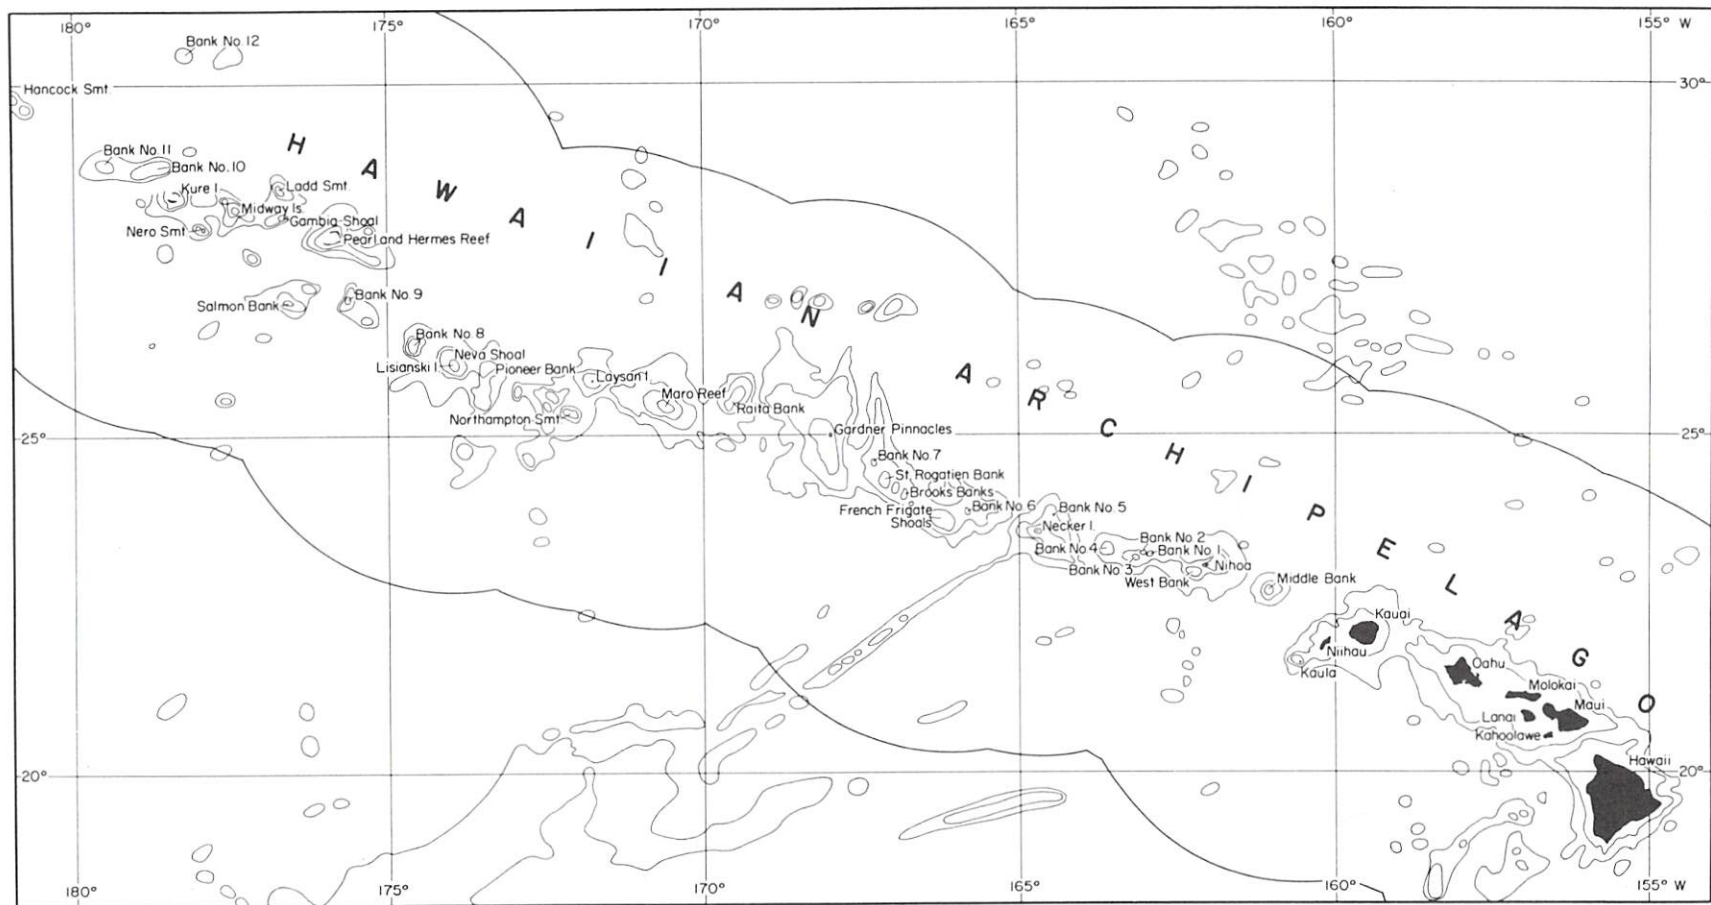 180° 175° 170° 165° 160° 155° W
Bank No. 12
30°
Hancock Smt.
Bank No. 11
Bank No. 10
Kure I.
Ladd Smt.
Midway Is.
Gambia Shoal
Nero Smt.
Pearl and Hermes Reef
Salmon Bank
Bank No. 9
HAWAIIAN ARCHIPELAGO
Bank No. 8
Neva Shoal
Lisianski I.
Pioneer Bank
Laysan I.
Maro Reef
Northampton Smt.
Raita Bank
25°
Gardner Pinnacles
25°
Bank No. 7
St. Rogatien Bank
Brooks Banks
French Frigate
Shoals
Bank No. 6
Bank No. 5
Necker I.
Bank No. 4
Bank No. 2
Bank No. 1
Bank No. 3
Nihoa
West Bank
Middle Bank
Kauai
Niihau
Kaula
Oahu
Molokai
Lanai
Maui
Kahoolawe
Hawaii
20°
20°
30°
180° 175° 170° 165° 160° 155° W